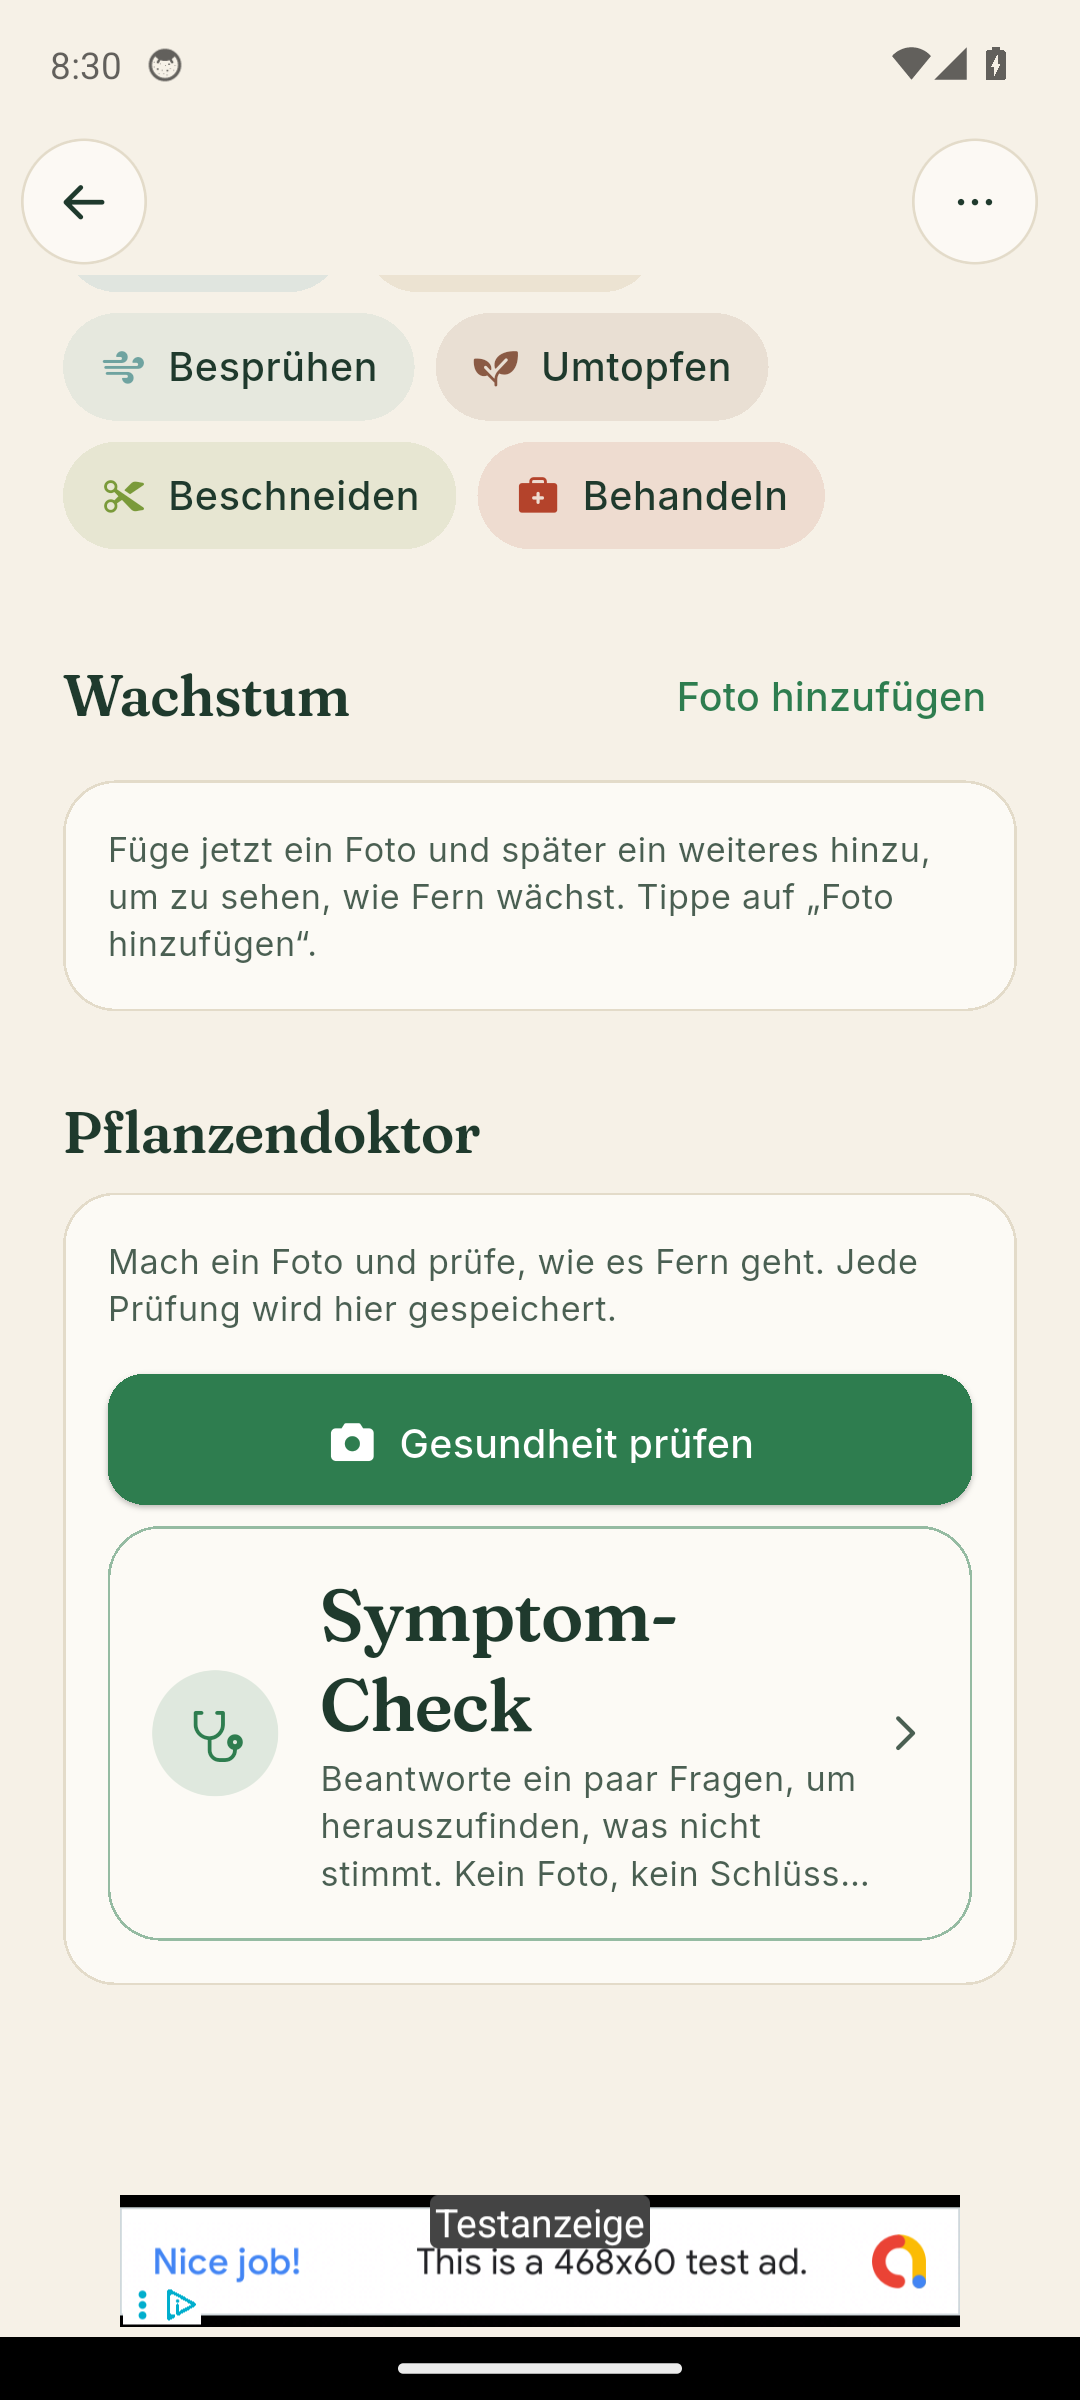 8:30
Besprühen
Umtopfen
Beschneiden
Behandeln
Wachstum
Foto hinzufügen
Füge jetzt ein Foto und später ein weiteres hinzu,
um zu sehen, wie Fern wächst. Tippe auf „Foto
hinzufügen“.
Pflanzendoktor
Mach ein Foto und prüfe, wie es Fern geht. Jede
Prüfung wird hier gespeichert.
Gesundheit prüfen
Symptom-
Check
Beantworte ein paar Fragen, um
herauszufinden, was nicht
stimmt. Kein Foto, kein Schlüss...
Testanzeige
Nice job!
This is a 468x60 test ad.